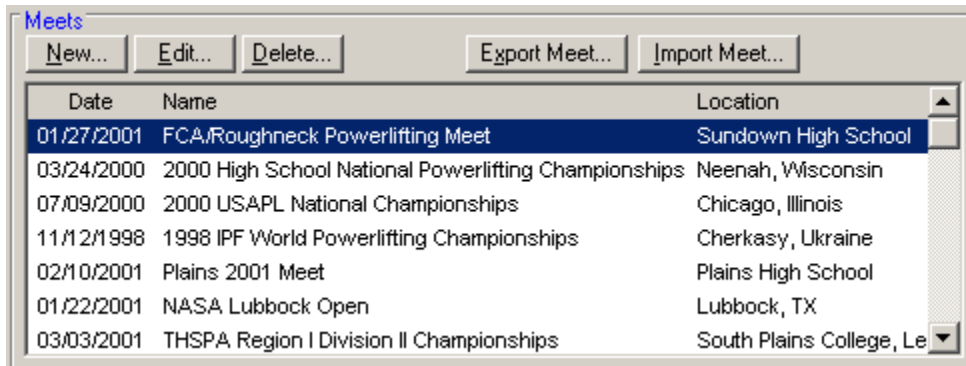 Meets
New... Edit... Delete... Export Meet... Import Meet...
Date Name Location
01/27/2001 FCA/Roughneck Powerlifting Meet Sundown High School
03/24/2000 2000 High School National Powerlifting Championships Neenah, Wisconsin
07/09/2000 2000 USAPL National Championships Chicago, Illinois
11/12/1998 1998 IPF World Powerlifting Championships Cherkasy, Ukraine
02/10/2001 Plains 2001 Meet Plains High School
01/22/2001 NASA Lubbock Open Lubbock, TX
03/03/2001 THSPA Region I Division II Championships South Plains College, Le